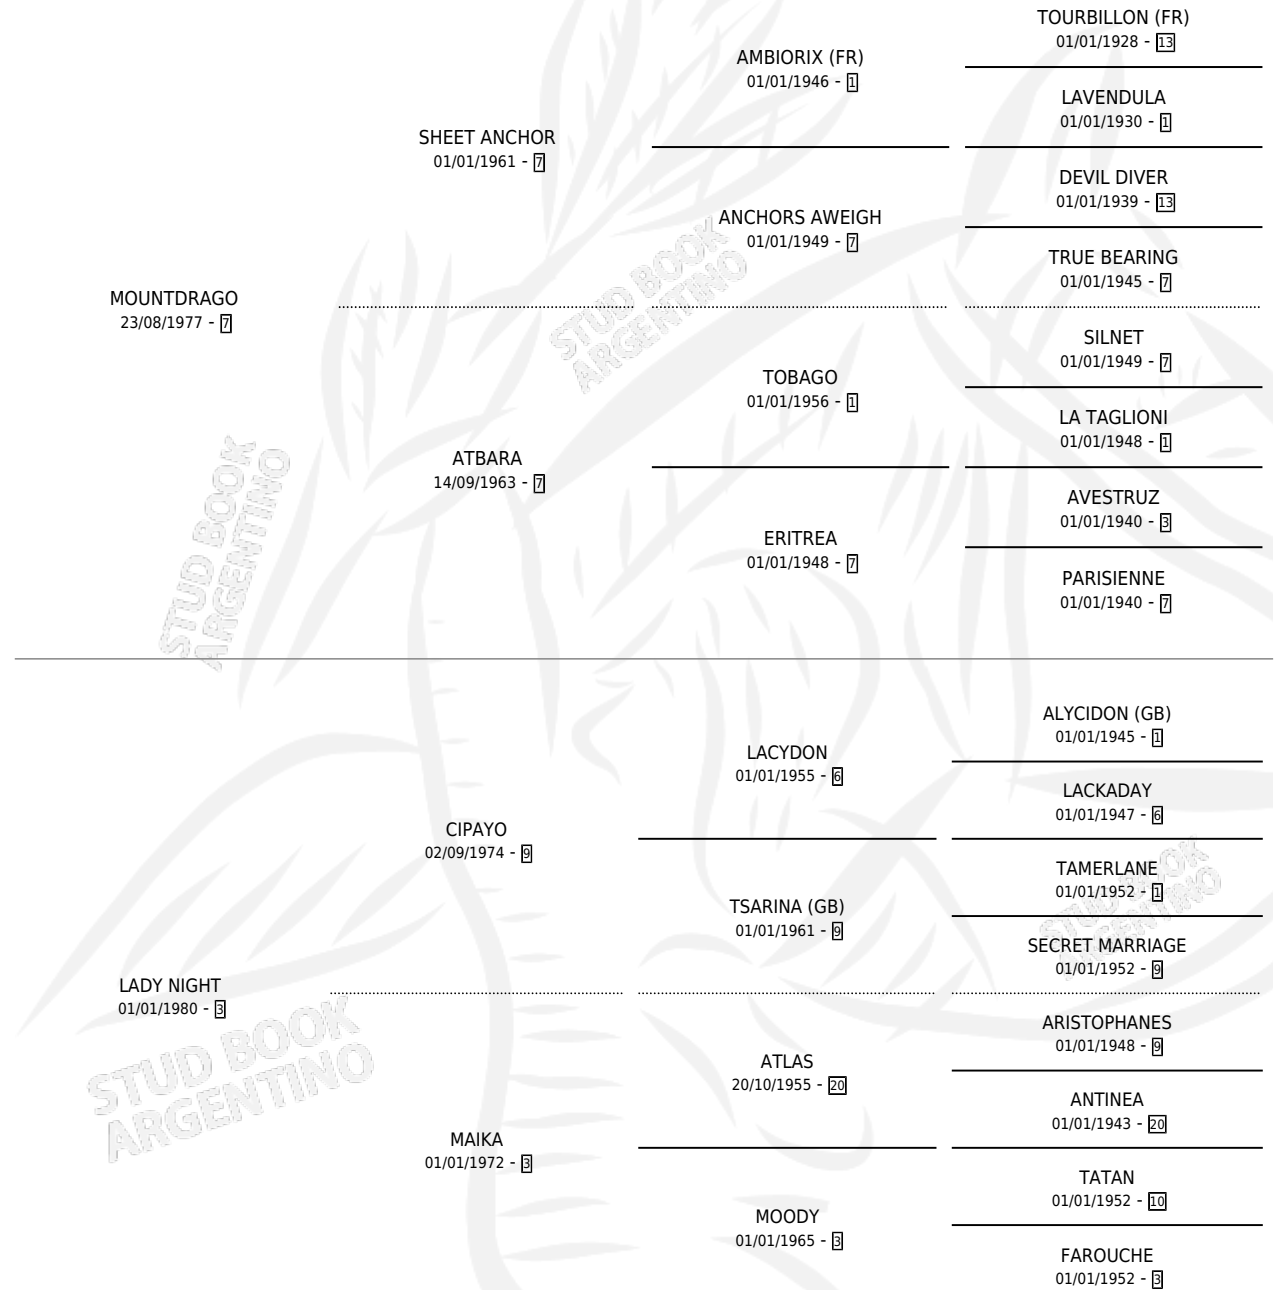 TOURBILLON (FR)
01/01/1928 - 13
AMBIORIX (FR)
01/01/1946 - 1
LAVENDULA
01/01/1930 - 1
SHEET ANCHOR
01/01/1961 - 7
DEVIL DIVER
01/01/1939 - 13
ANCHORS AWEIGH
01/01/1949 - 7
TRUE BEARING
01/01/1945 - 7
MOUNTDRAGO
23/08/1977 - 7
STUD BOOK
ARGENTINO
SILNET
01/01/1949 - 7
TOBAGO
01/01/1956 - 1
LA TAGLIONI
01/01/1948 - 1
ATBARA
14/09/1963 - 7
AVESTRUZ
01/01/1940 - 3
ERITREA
01/01/1948 - 7
PARISIENNE
01/01/1940 - 7
STUD BOOK
ARGENTINO
ALYCIDON (GB)
01/01/1945 - 1
LACYDON
01/01/1955 - 6
LACKADAY
01/01/1947 - 6
CIPAYO
02/09/1974 - 9
TAMERLANE
01/01/1952 - 1
TSARINA (GB)
01/01/1961 - 9
SECRET MARRIAGE
01/01/1952 - 9
STUD BOOK
ARGENTINO
LADY NIGHT
01/01/1980 - 3
ARISTOPHANES
01/01/1948 - 9
ATLAS
20/10/1955 - 20
ANTINEA
01/01/1943 - 20
STUD BOOK
ARGENTINO
MAIKA
01/01/1972 - 3
TATAN
01/01/1952 - 10
MOODY
01/01/1965 - 3
FAROUCHE
01/01/1952 - 3